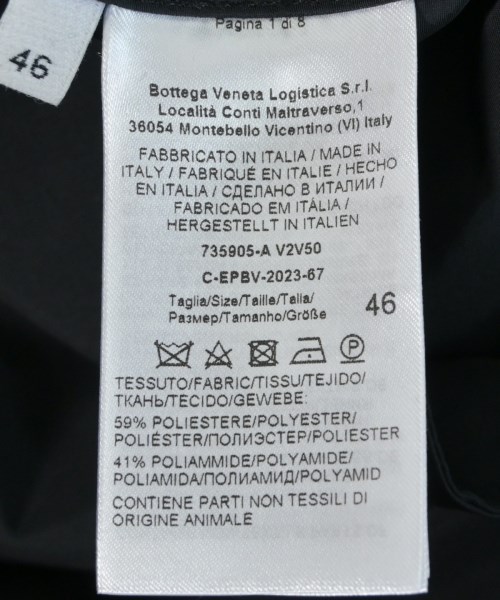 46
Pagina 1 di 8
Bottega Veneta Logistica S.r.l.
Località Conti Maltraverso,1
36054 Montebello Vicentino (VI) Italy
FABBRICATO IN ITALIA / MADE IN
ITALY / FABRIQUÉ EN ITALIE / HECHO
EN ITALIA / СДЕЛАНО В ИТАЛИИ /
FABRICADO EM ITÁLIA /
HERGESTELLT IN ITALIEN
735905-A V2V50
C-EPBV-2023-67
Taglia/Size/Taille/Talla/
Размер/Tamanho/Größe 46
TESSUTO/FABRIC/TISSU/TEJIDO/
ТКАНЬ/TECIDO/GEWEBE:
59% POLIESTERE/POLYESTER/
POLIÉSTER/ПОЛИЭСТЕР/POLIESTER
41% POLIAMMIDE/POLYAMIDE/
POLIAMIDA/ПОЛИАМИД/POLYAMID
CONTIENE PARTI NON TESSILI DI
ORIGINE ANIMALE